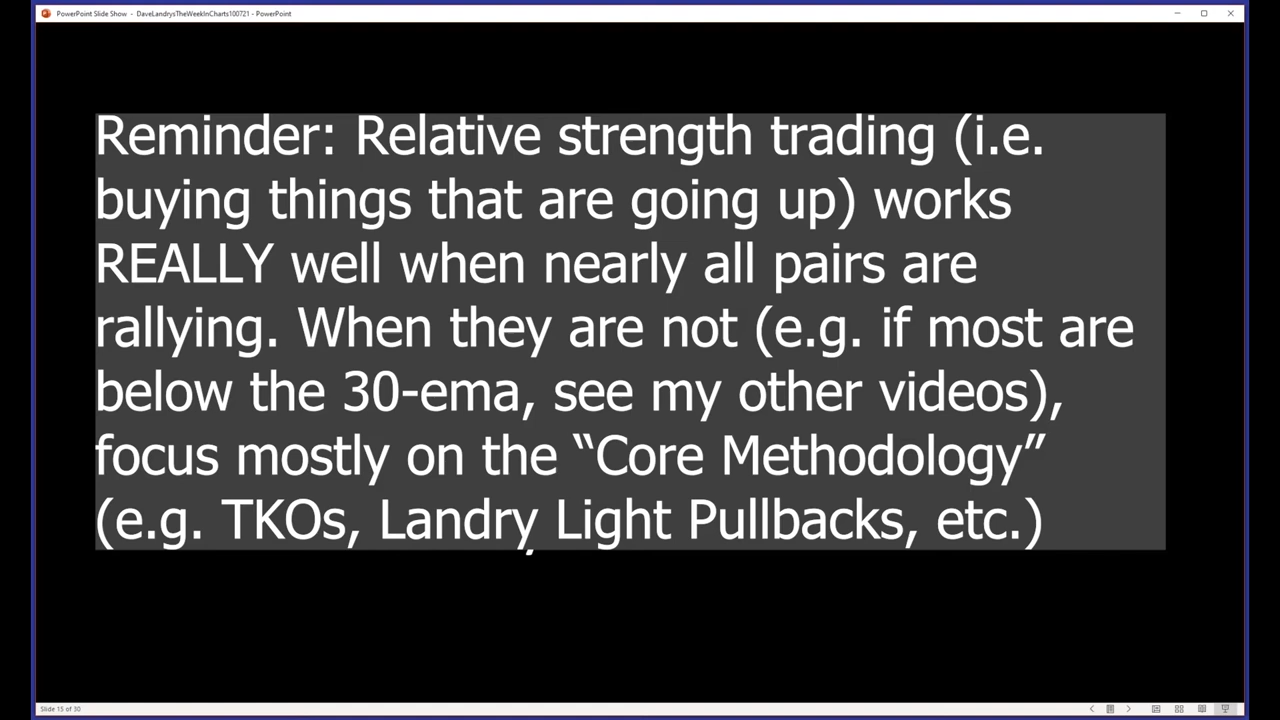 PowerPoint Slide Show - DaveLandrysTheWeekInCharts100721 - PowerPoint
Reminder: Relative strength trading (i.e.
buying things that are going up) works
REALLY well when nearly all pairs are
rallying. When they are not (e.g. if most are
below the 30-ema, see my other videos),
focus mostly on the “Core Methodology”
(e.g. TKOs, Landry Light Pullbacks, etc.)
Slide 15 of 30